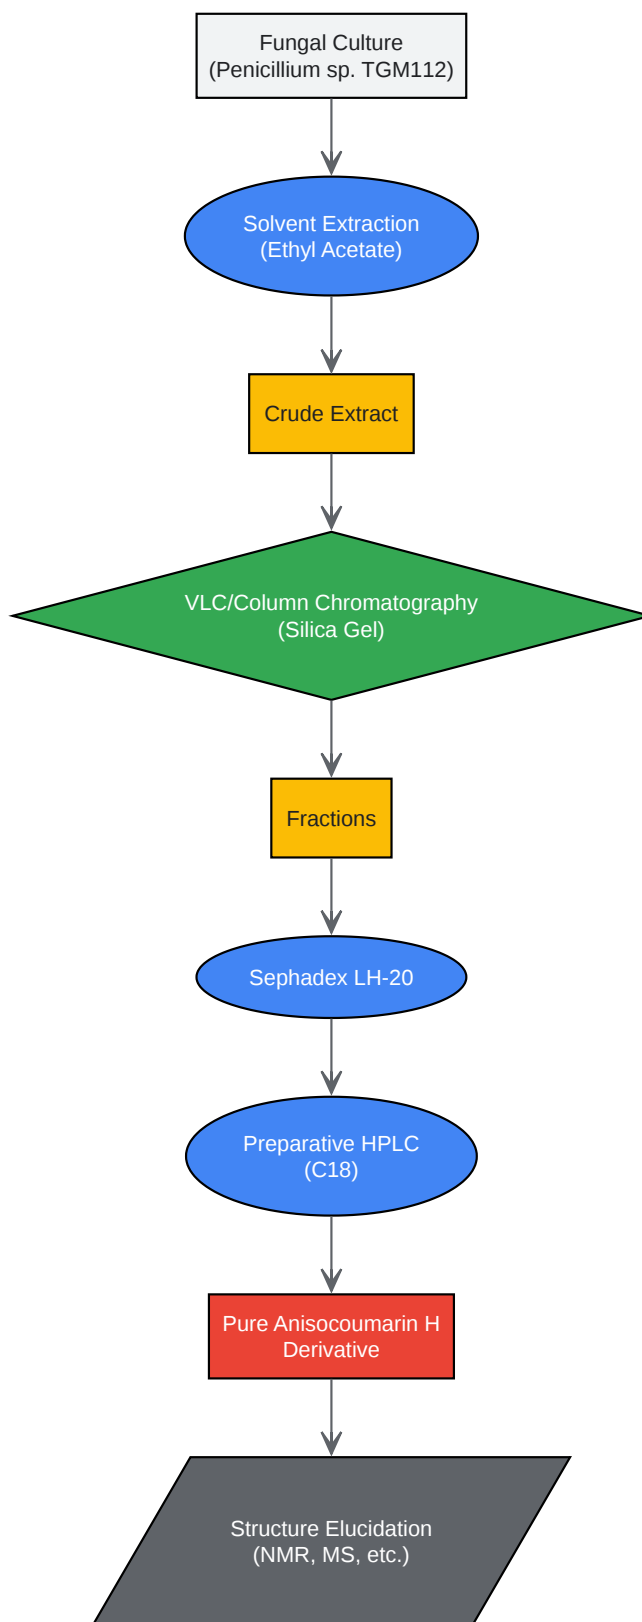 Fungal Culture
(Penicillium sp. TGM112)
Solvent Extraction
(Ethyl Acetate)
Crude Extract
VLC/Column Chromatography
(Silica Gel)
Fractions
Sephadex LH-20
Preparative HPLC
(C18)
Pure Anisocoumarin H
Derivative
Structure Elucidation
(NMR, MS, etc.)